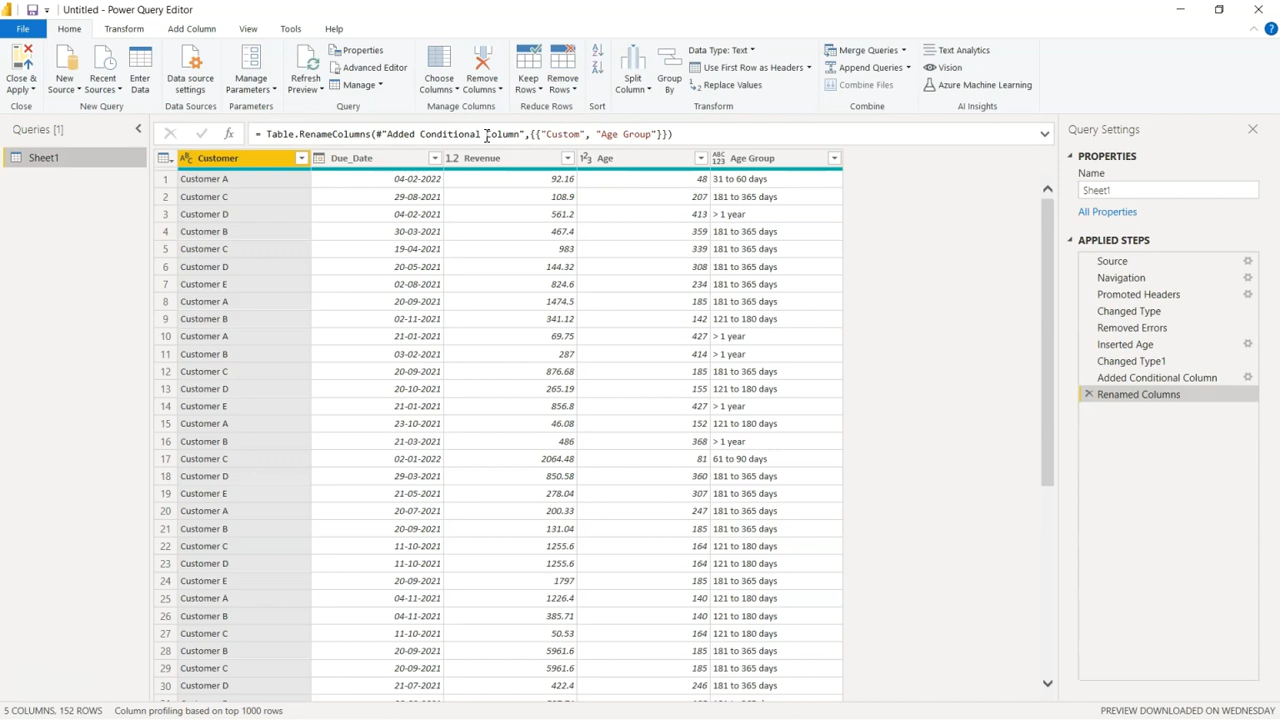 Untitled - Power Query Editor
File Home Transform Add Column View Tools Help
Close & Apply New Source Recent Sources Enter Data Data source settings Manage Parameters Refresh Preview Properties Advanced Editor Manage Choose Columns Remove Columns Keep Rows Remove Rows Split Column Group By Data Type: Text Use First Row as Headers Replace Values Merge Queries Append Queries Combine Files Text Analytics Vision Azure Machine Learning
Close New Query Data Sources Parameters Query Manage Columns Reduce Rows Sort Transform Combine AI Insights
Queries [1]
Sheet1
= Table.RenameColumns(#"Added Conditional Column",{{"Custom", "Age Group"}})
Customer Due_Date 1.2 Revenue 123 Age ABC 123 Age Group
1 Customer A 04-02-2022 92.16 48 31 to 60 days
2 Customer C 29-08-2021 108.9 207 181 to 365 days
3 Customer D 04-02-2021 561.2 413 > 1 year
4 Customer B 30-03-2021 467.4 359 181 to 365 days
5 Customer C 19-04-2021 983 339 181 to 365 days
6 Customer D 20-05-2021 144.32 308 181 to 365 days
7 Customer E 02-08-2021 824.6 234 181 to 365 days
8 Customer A 20-09-2021 1474.5 185 181 to 365 days
9 Customer B 02-11-2021 341.12 142 121 to 180 days
10 Customer A 21-01-2021 69.75 427 > 1 year
11 Customer B 03-02-2021 287 414 > 1 year
12 Customer C 20-09-2021 876.68 185 181 to 365 days
13 Customer D 20-10-2021 265.19 155 121 to 180 days
14 Customer E 21-01-2021 856.8 427 > 1 year
15 Customer A 23-10-2021 46.08 152 121 to 180 days
16 Customer B 21-03-2021 486 368 > 1 year
17 Customer C 02-01-2022 2064.48 81 61 to 90 days
18 Customer D 29-03-2021 850.58 360 181 to 365 days
19 Customer E 21-05-2021 278.04 307 181 to 365 days
20 Customer A 20-07-2021 200.33 247 181 to 365 days
21 Customer B 20-09-2021 131.04 185 181 to 365 days
22 Customer C 11-10-2021 1255.6 164 121 to 180 days
23 Customer D 11-10-2021 1255.6 164 121 to 180 days
24 Customer E 20-09-2021 1797 185 181 to 365 days
25 Customer A 04-11-2021 1226.4 140 121 to 180 days
26 Customer B 04-11-2021 385.71 140 121 to 180 days
27 Customer C 11-10-2021 50.53 164 121 to 180 days
28 Customer B 20-09-2021 5961.6 185 181 to 365 days
29 Customer C 20-09-2021 5961.6 185 181 to 365 days
30 Customer D 21-07-2021 422.4 246 181 to 365 days
Query Settings
PROPERTIES
Name
Sheet1
All Properties
APPLIED STEPS
Source
Navigation
Promoted Headers
Changed Type
Removed Errors
Inserted Age
Changed Type1
Added Conditional Column
Renamed Columns
5 COLUMNS, 152 ROWS Column profiling based on top 1000 rows PREVIEW DOWNLOADED ON WEDNESDAY